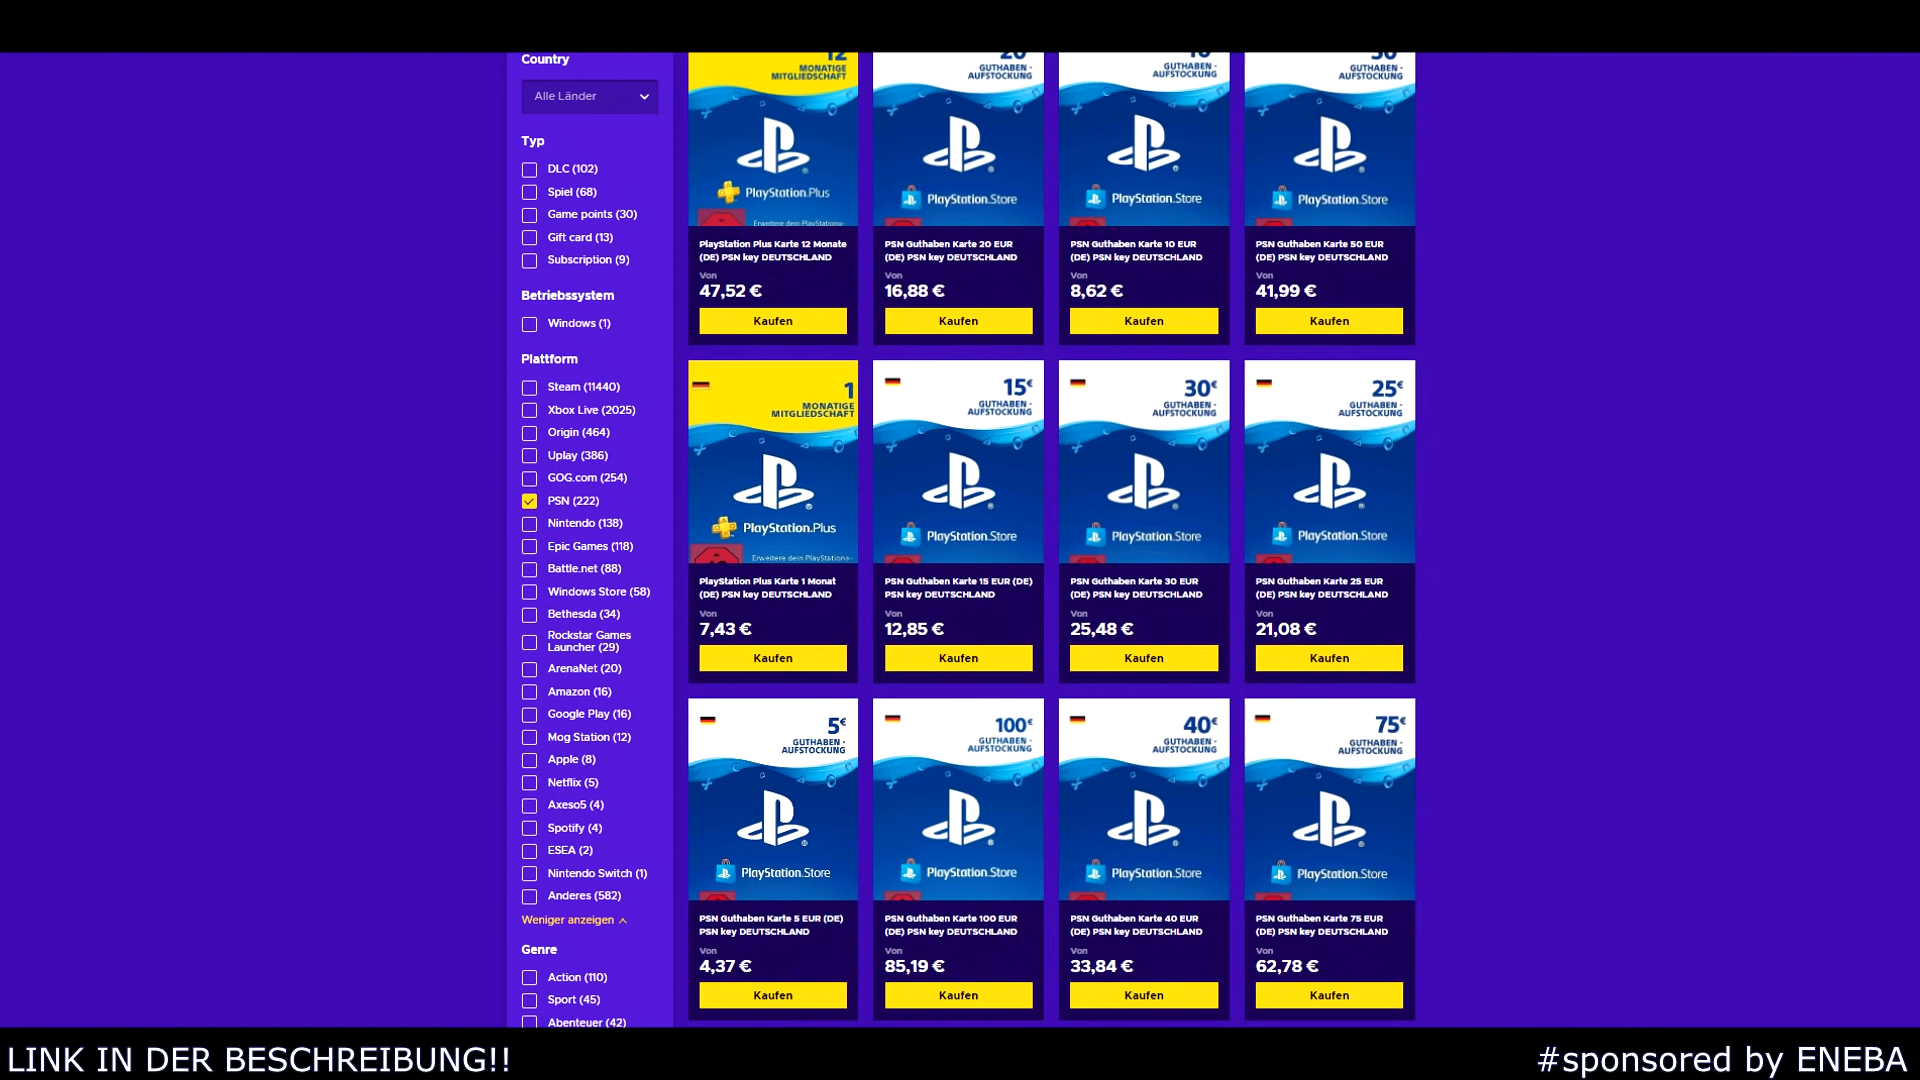 Country
Alle Länder
Typ
DLC (102)
Spiel (68)
Game points (30)
Gift card (13)
Subscription (9)
Betriebssystem
Windows (1)
Plattform
Steam (11440)
Xbox Live (2025)
Origin (464)
Uplay (386)
GOG.com (254)
PSN (222)
Nintendo (138)
Epic Games (118)
Battle.net (88)
Windows Store (58)
Bethesda (34)
Rockstar Games
Launcher (29)
ArenaNet (20)
Amazon (16)
Google Play (16)
Mog Station (12)
Apple (8)
Netflix (5)
Axeso5 (4)
Spotify (4)
ESEA (2)
Nintendo Switch (1)
Anderes (582)
Weniger anzeigen
Genre
Action (110)
Sport (45)
Abenteuer (42)
12
MONATIGE
MITGLIEDSCHAFT
PlayStation.Plus
Erweitere dein PlayStation-
PlayStation Plus Karte 12 Monate
(DE) PSN key DEUTSCHLAND
Von
47,52 €
Kaufen
20
GUTHABEN -
AUFSTOCKUNG
PlayStation.Store
PSN Guthaben Karte 20 EUR
(DE) PSN key DEUTSCHLAND
Von
16,88 €
Kaufen
10
GUTHABEN -
AUFSTOCKUNG
PlayStation.Store
PSN Guthaben Karte 10 EUR
(DE) PSN key DEUTSCHLAND
Von
8,62 €
Kaufen
50
GUTHABEN -
AUFSTOCKUNG
PlayStation.Store
PSN Guthaben Karte 50 EUR
(DE) PSN key DEUTSCHLAND
Von
41,99 €
Kaufen
1
MONATIGE
MITGLIEDSCHAFT
PlayStation.Plus
Erweitere dein PlayStation-
PlayStation Plus Karte 1 Monat
(DE) PSN key DEUTSCHLAND
Von
7,43 €
Kaufen
15€
GUTHABEN -
AUFSTOCKUNG
PlayStation.Store
PSN Guthaben Karte 15 EUR (DE)
PSN key DEUTSCHLAND
Von
12,85 €
Kaufen
30€
GUTHABEN -
AUFSTOCKUNG
PlayStation.Store
PSN Guthaben Karte 30 EUR
(DE) PSN key DEUTSCHLAND
Von
25,48 €
Kaufen
25€
GUTHABEN -
AUFSTOCKUNG
PlayStation.Store
PSN Guthaben Karte 25 EUR
(DE) PSN key DEUTSCHLAND
Von
21,08 €
Kaufen
5€
GUTHABEN -
AUFSTOCKUNG
PlayStation.Store
PSN Guthaben Karte 5 EUR (DE)
PSN key DEUTSCHLAND
Von
4,37 €
Kaufen
100€
GUTHABEN -
AUFSTOCKUNG
PlayStation.Store
PSN Guthaben Karte 100 EUR
(DE) PSN key DEUTSCHLAND
Von
85,19 €
Kaufen
40€
GUTHABEN -
AUFSTOCKUNG
PlayStation.Store
PSN Guthaben Karte 40 EUR
(DE) PSN key DEUTSCHLAND
Von
33,84 €
Kaufen
75€
GUTHABEN -
AUFSTOCKUNG
PlayStation.Store
PSN Guthaben Karte 75 EUR
(DE) PSN key DEUTSCHLAND
Von
62,78 €
Kaufen
LINK IN DER BESCHREIBUNG!!
#sponsored by ENEBA